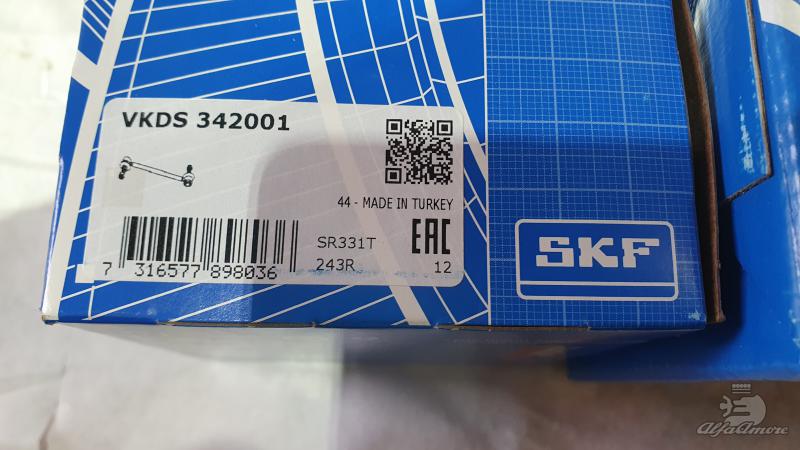 VKDS 342001
44 - MADE IN TURKEY
SR331T
EAC
243R
12
7 316577 898036
SKF
AlfaAmore